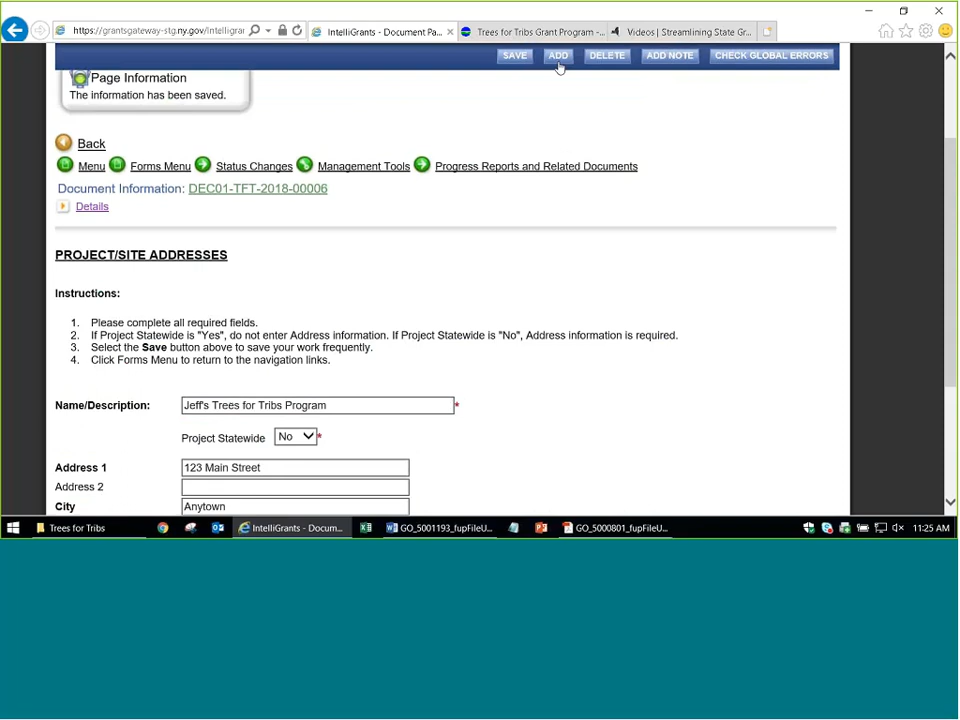 https://grantsgateway-stg.ny.gov/Intelligrar
IntelliGrants - Document Pa...
Trees for Tribs Grant Program -...
Videos | Streamlining State Gr...
SAVE
ADD
DELETE
ADD NOTE
CHECK GLOBAL ERRORS
Page Information
The information has been saved.
Back
Menu
Forms Menu
Status Changes
Management Tools
Progress Reports and Related Documents
Document Information: DEC01-TFT-2018-00006
Details
PROJECT/SITE ADDRESSES
Instructions:
1. Please complete all required fields.
2. If Project Statewide is "Yes", do not enter Address information. If Project Statewide is "No", Address information is required.
3. Select the Save button above to save your work frequently.
4. Click Forms Menu to return to the navigation links.
Name/Description: Jeff's Trees for Tribs Program *
Project Statewide No *
Address 1 123 Main Street
Address 2
City Anytown
Trees for Tribs
IntelliGrants - Docum...
GO_5001193_fupFileU...
GO_5000801_fupFileU...
11:25 AM